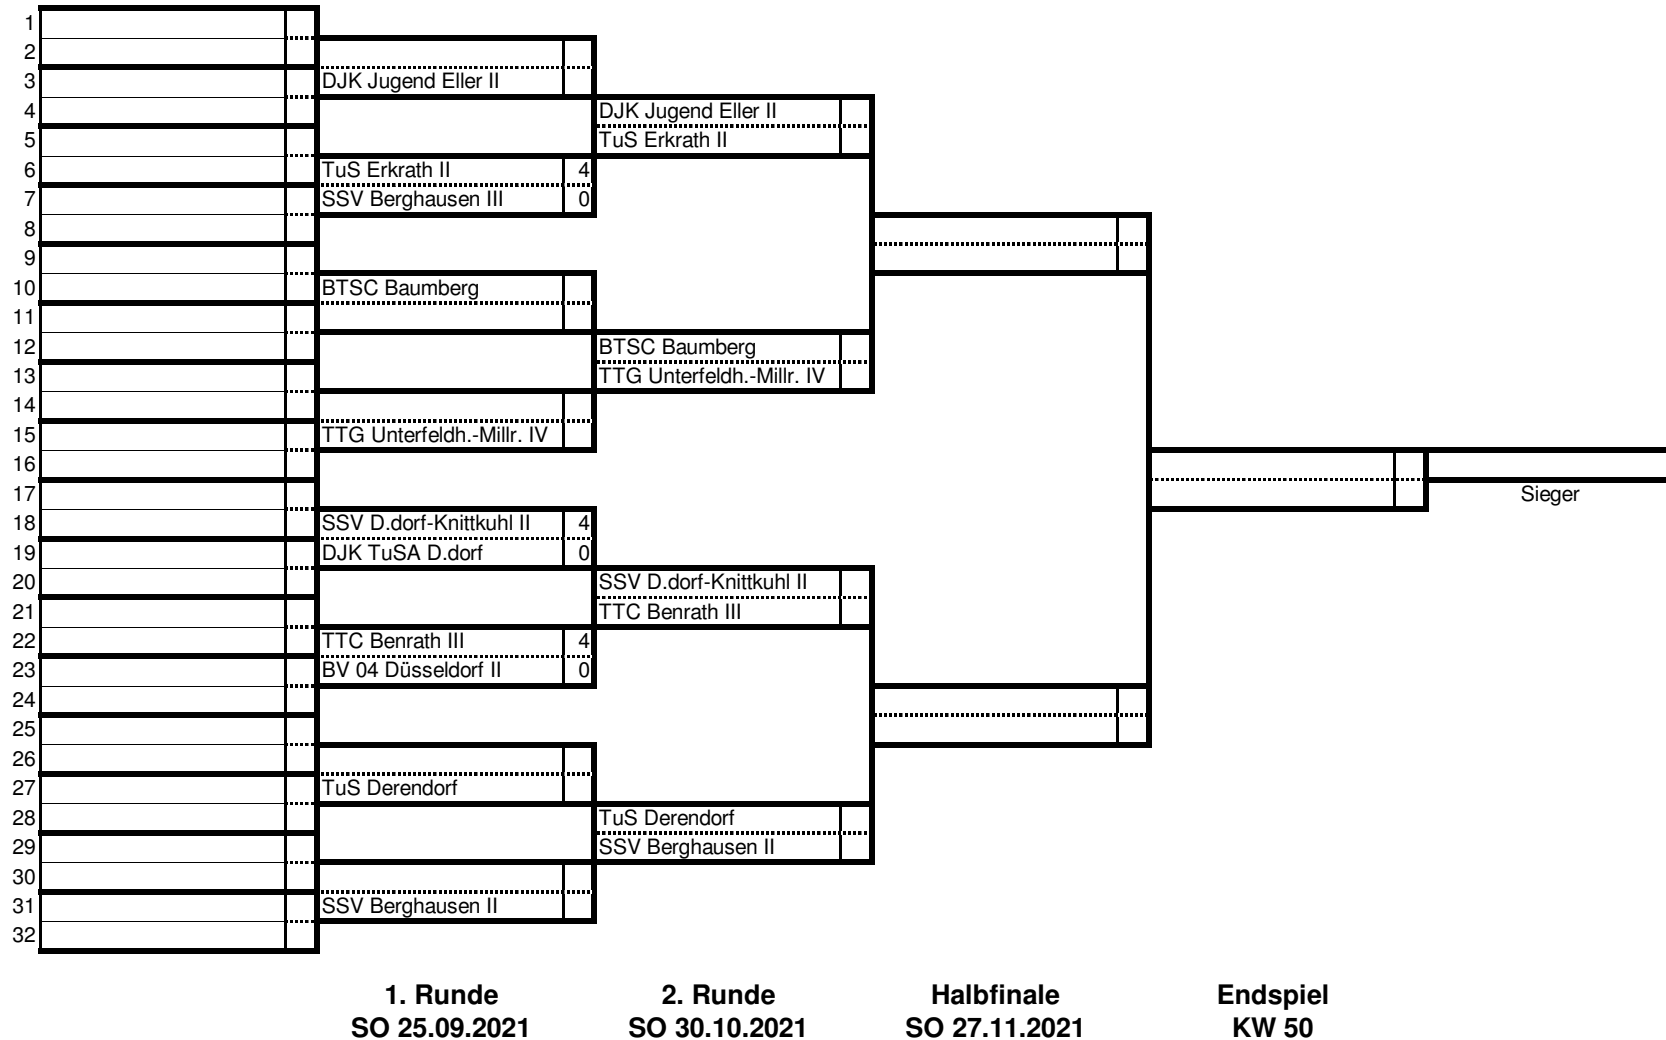 1
2
3 DJK Jugend Eller II
4 DJK Jugend Eller II
5 TuS Erkrath II
6 TuS Erkrath II 4
7 SSV Berghausen III 0
8
9
10 BTSC Baumberg
11
12 BTSC Baumberg
13 TTG Unterfeldh.-Millr. IV
14
15 TTG Unterfeldh.-Millr. IV
16
17 Sieger
18 SSV D.dorf-Knittkuhl II 4
19 DJK TuSA D.dorf 0
20 SSV D.dorf-Knittkuhl II
21 TTC Benrath III
22 TTC Benrath III 4
23 BV 04 Düsseldorf II 0
24
25
26
27 TuS Derendorf
28 TuS Derendorf
29 SSV Berghausen II
30
31 SSV Berghausen II
32
1. Runde 2. Runde Halbfinale Endspiel
SO 25.09.2021 SO 30.10.2021 SO 27.11.2021 KW 50